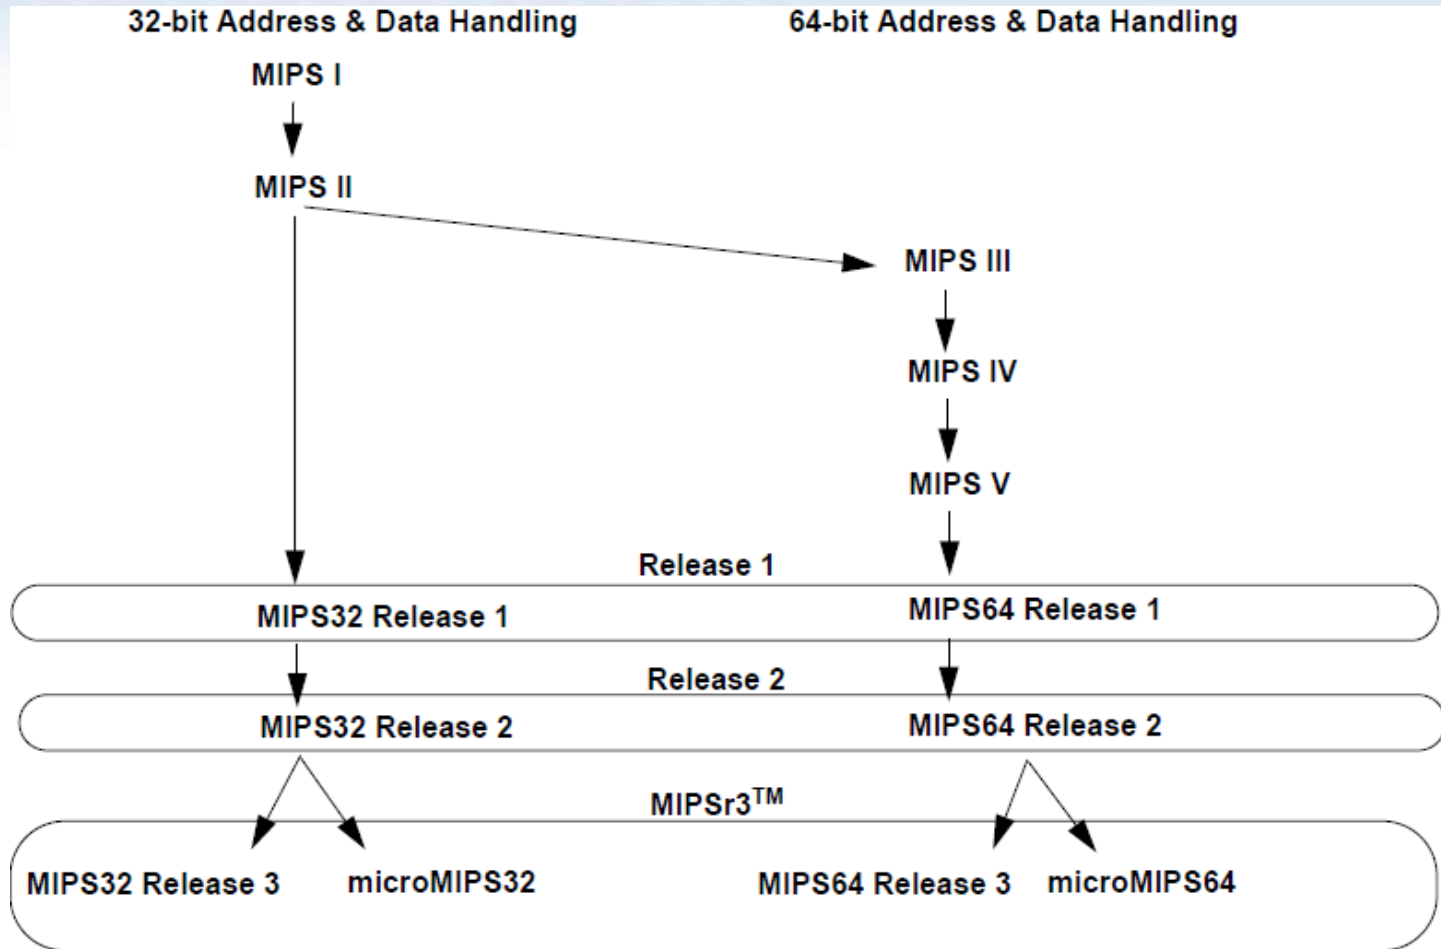 32-bit Address & Data Handling
64-bit Address & Data Handling
MIPS I
MIPS II
MIPS III
MIPS IV
MIPS V
Release 1
MIPS32 Release 1
MIPS64 Release 1
Release 2
MIPS32 Release 2
MIPS64 Release 2
MIPSr3™
MIPS32 Release 3
microMIPS32
MIPS64 Release 3
microMIPS64